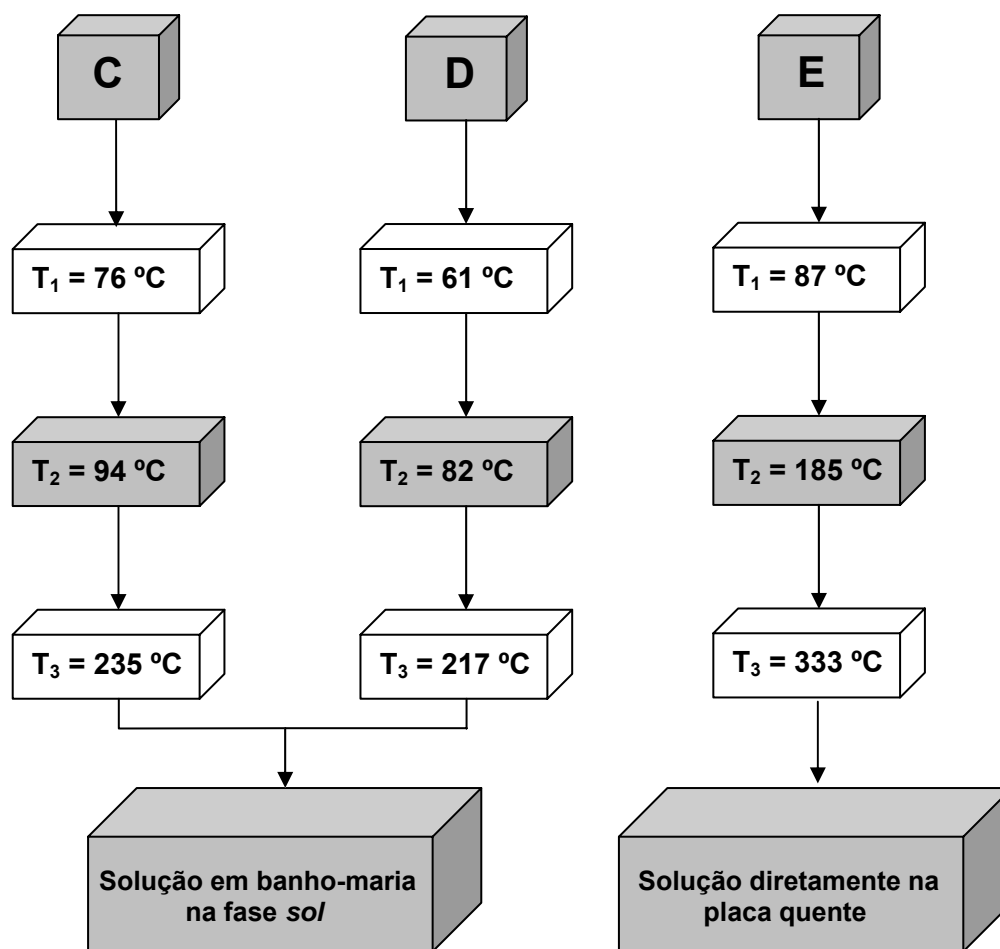 C
D
E
T₁ = 76 ºC
T₁ = 61 ºC
T₁ = 87 ºC
T₂ = 94 ºC
T₂ = 82 ºC
T₂ = 185 ºC
T₃ = 235 ºC
T₃ = 217 ºC
T₃ = 333 ºC
Solução em banho-maria
na fase sol
Solução diretamente na
placa quente